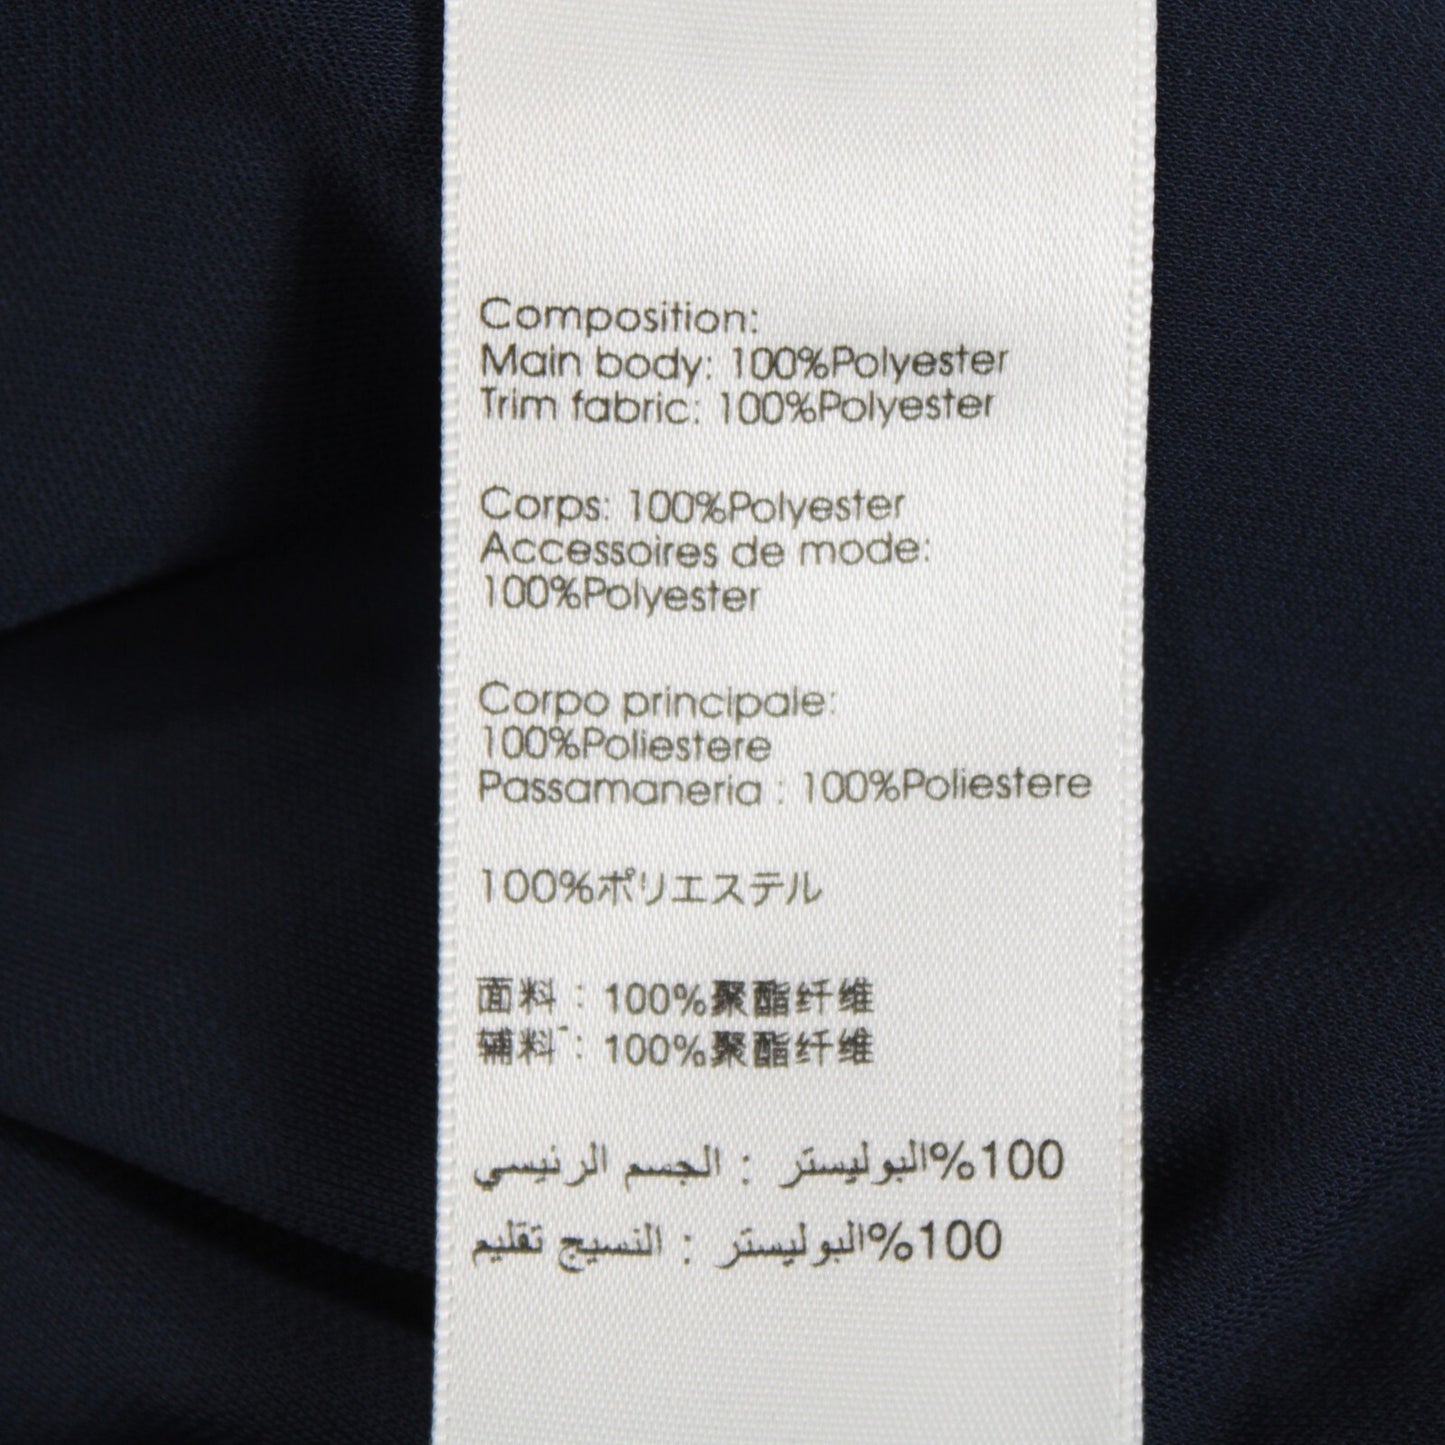 Composition:
Main body: 100%Polyester
Trim fabric: 100%Polyester
Corps: 100%Polyester
Accessoires de mode:
100%Polyester
Corpo principale:
100%Poliestere
Passamaneria : 100%Poliestere
100%ポリエステル
面料 : 100%聚酯纤维
辅料 : 100%聚酯纤维
100%البوليستر : الجسم الرئيسي
100%البوليستر : النسيج تقليم